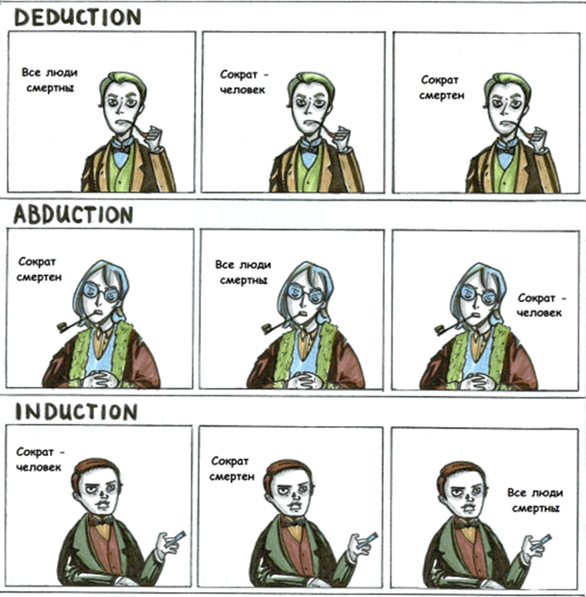 DEDUCTION
Все люди
смертны
Сократ -
человек
Сократ
смертен
ABDUCTION
Сократ
смертен
Все люди
смертны
Сократ -
человек
INDUCTION
Сократ -
человек
Сократ
смертен
Все люди
смертны